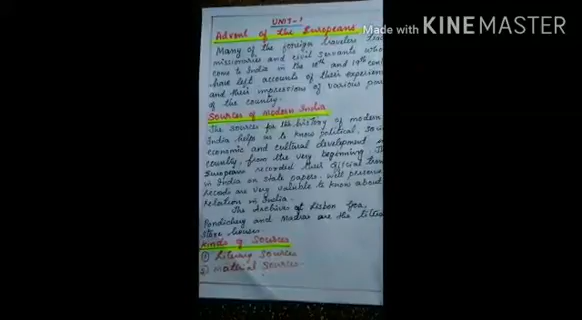 Made with KINEMASTER
UNIT-1
Advent of the Europeans
Many of the foreign travelers
missionaries and civil servants who
come to India in the 18th and 19th
have left accounts of their
and their impressions of various
of the country.
Sources of modern India
The sources for the history of modern
India helps us to know political,
economic and cultural development
country, from the very beginning.
Europeans recorded their official
in India on state papers. Well
records are very valuable to know about
relation in India.
The Archives of Lisbon Goa,
Pondichery and Madras are the
store houses.
Kinds of Sources
① Literary Sources
② Material Sources.